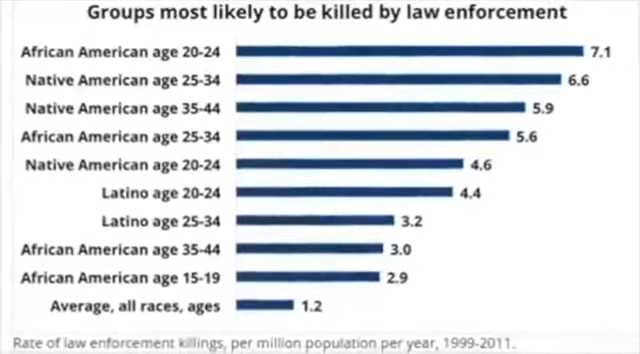 Groups most likely to be killed by law enforcement
African American age 20-24 7.1
Native American age 25-34 6.6
Native American age 35-44 5.9
African American age 25-34 5.6
Native American age 20-24 4.6
Latino age 20-24 4.4
Latino age 25-34 3.2
African American age 35-44 3.0
African American age 15-19 2.9
Average, all races, ages 1.2
Rate of law enforcement killings, per million population per year, 1999-2011.